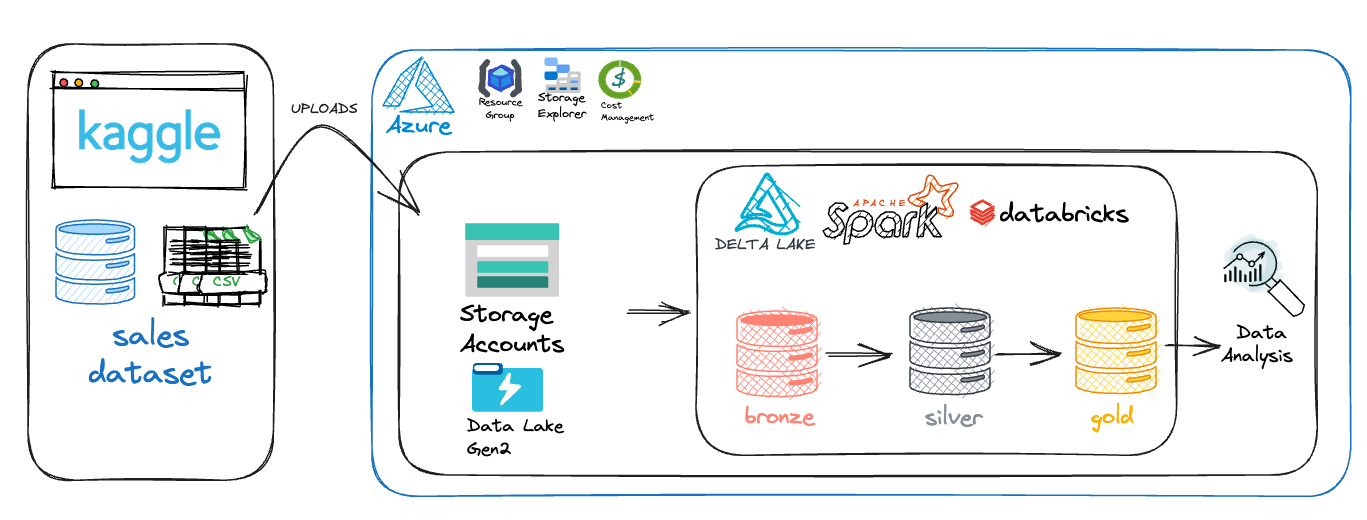 kaggle
CSV
sales
dataset
UPLOADS
Azure
Resource
Group
Storage
Explorer
Cost
Management
Storage
Accounts
Data Lake
Gen2
DELTA LAKE
APACHE
Spark
databricks
bronze
silver
gold
Data
Analysis